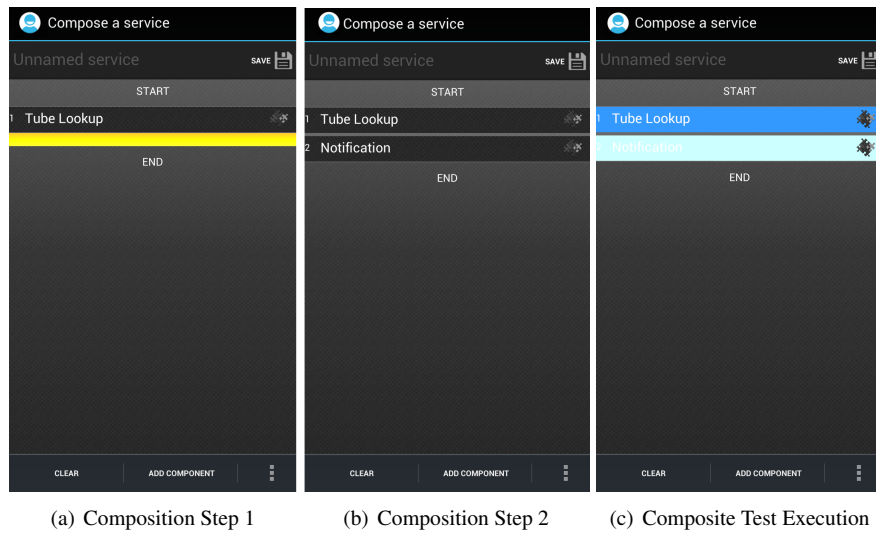 Compose a service
Unnamed service SAVE
START
1 Tube Lookup
END
CLEAR ADD COMPONENT
(a) Composition Step 1
Compose a service
Unnamed service SAVE
START
1 Tube Lookup
2 Notification
END
CLEAR ADD COMPONENT
(b) Composition Step 2
Compose a service
Unnamed service SAVE
START
1 Tube Lookup
Notification
END
CLEAR ADD COMPONENT
(c) Composite Test Execution